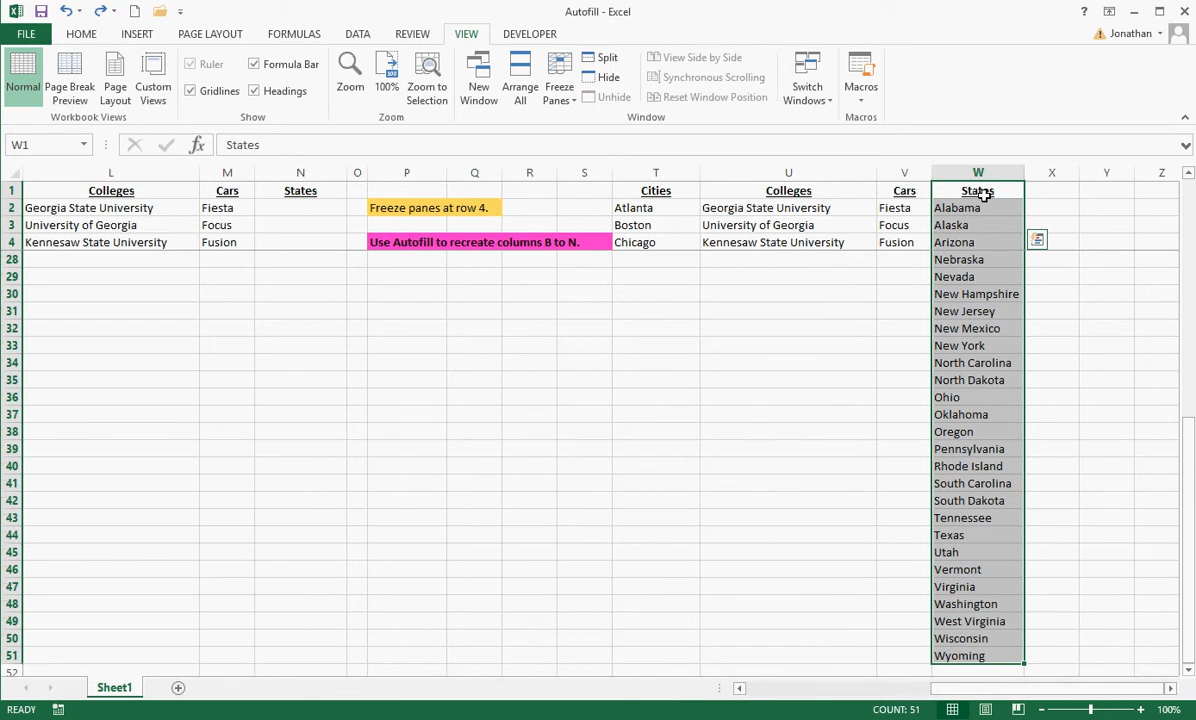 Autofill - Excel
FILE HOME INSERT PAGE LAYOUT FORMULAS DATA REVIEW VIEW DEVELOPER Jonathan
Normal
Page Break
Preview
Page
Layout
Custom
Views
Workbook Views
Ruler
Formula Bar
Gridlines
Headings
Show
Zoom
100%
Zoom to
Selection
Zoom
New
Window
Arrange
All
Freeze
Panes
Split
Hide
Unhide
View Side by Side
Synchronous Scrolling
Reset Window Position
Window
Switch
Windows
Macros
Macros
W1 fx States
L M N O P Q R S T U V W X Y Z
1 Colleges Cars States Cities Colleges Cars States
2 Georgia State University Fiesta Freeze panes at row 4. Atlanta Georgia State University Fiesta Alabama
3 University of Georgia Focus Boston University of Georgia Focus Alaska
4 Kennesaw State University Fusion Use Autofill to recreate columns B to N. Chicago Kennesaw State University Fusion Arizona
28 Nebraska
29 Nevada
30 New Hampshire
31 New Jersey
32 New Mexico
33 New York
34 North Carolina
35 North Dakota
36 Ohio
37 Oklahoma
38 Oregon
39 Pennsylvania
40 Rhode Island
41 South Carolina
42 South Dakota
43 Tennessee
44 Texas
45 Utah
46 Vermont
47 Virginia
48 Washington
49 West Virginia
50 Wisconsin
51 Wyoming
52
Sheet1
READY COUNT: 51 100%